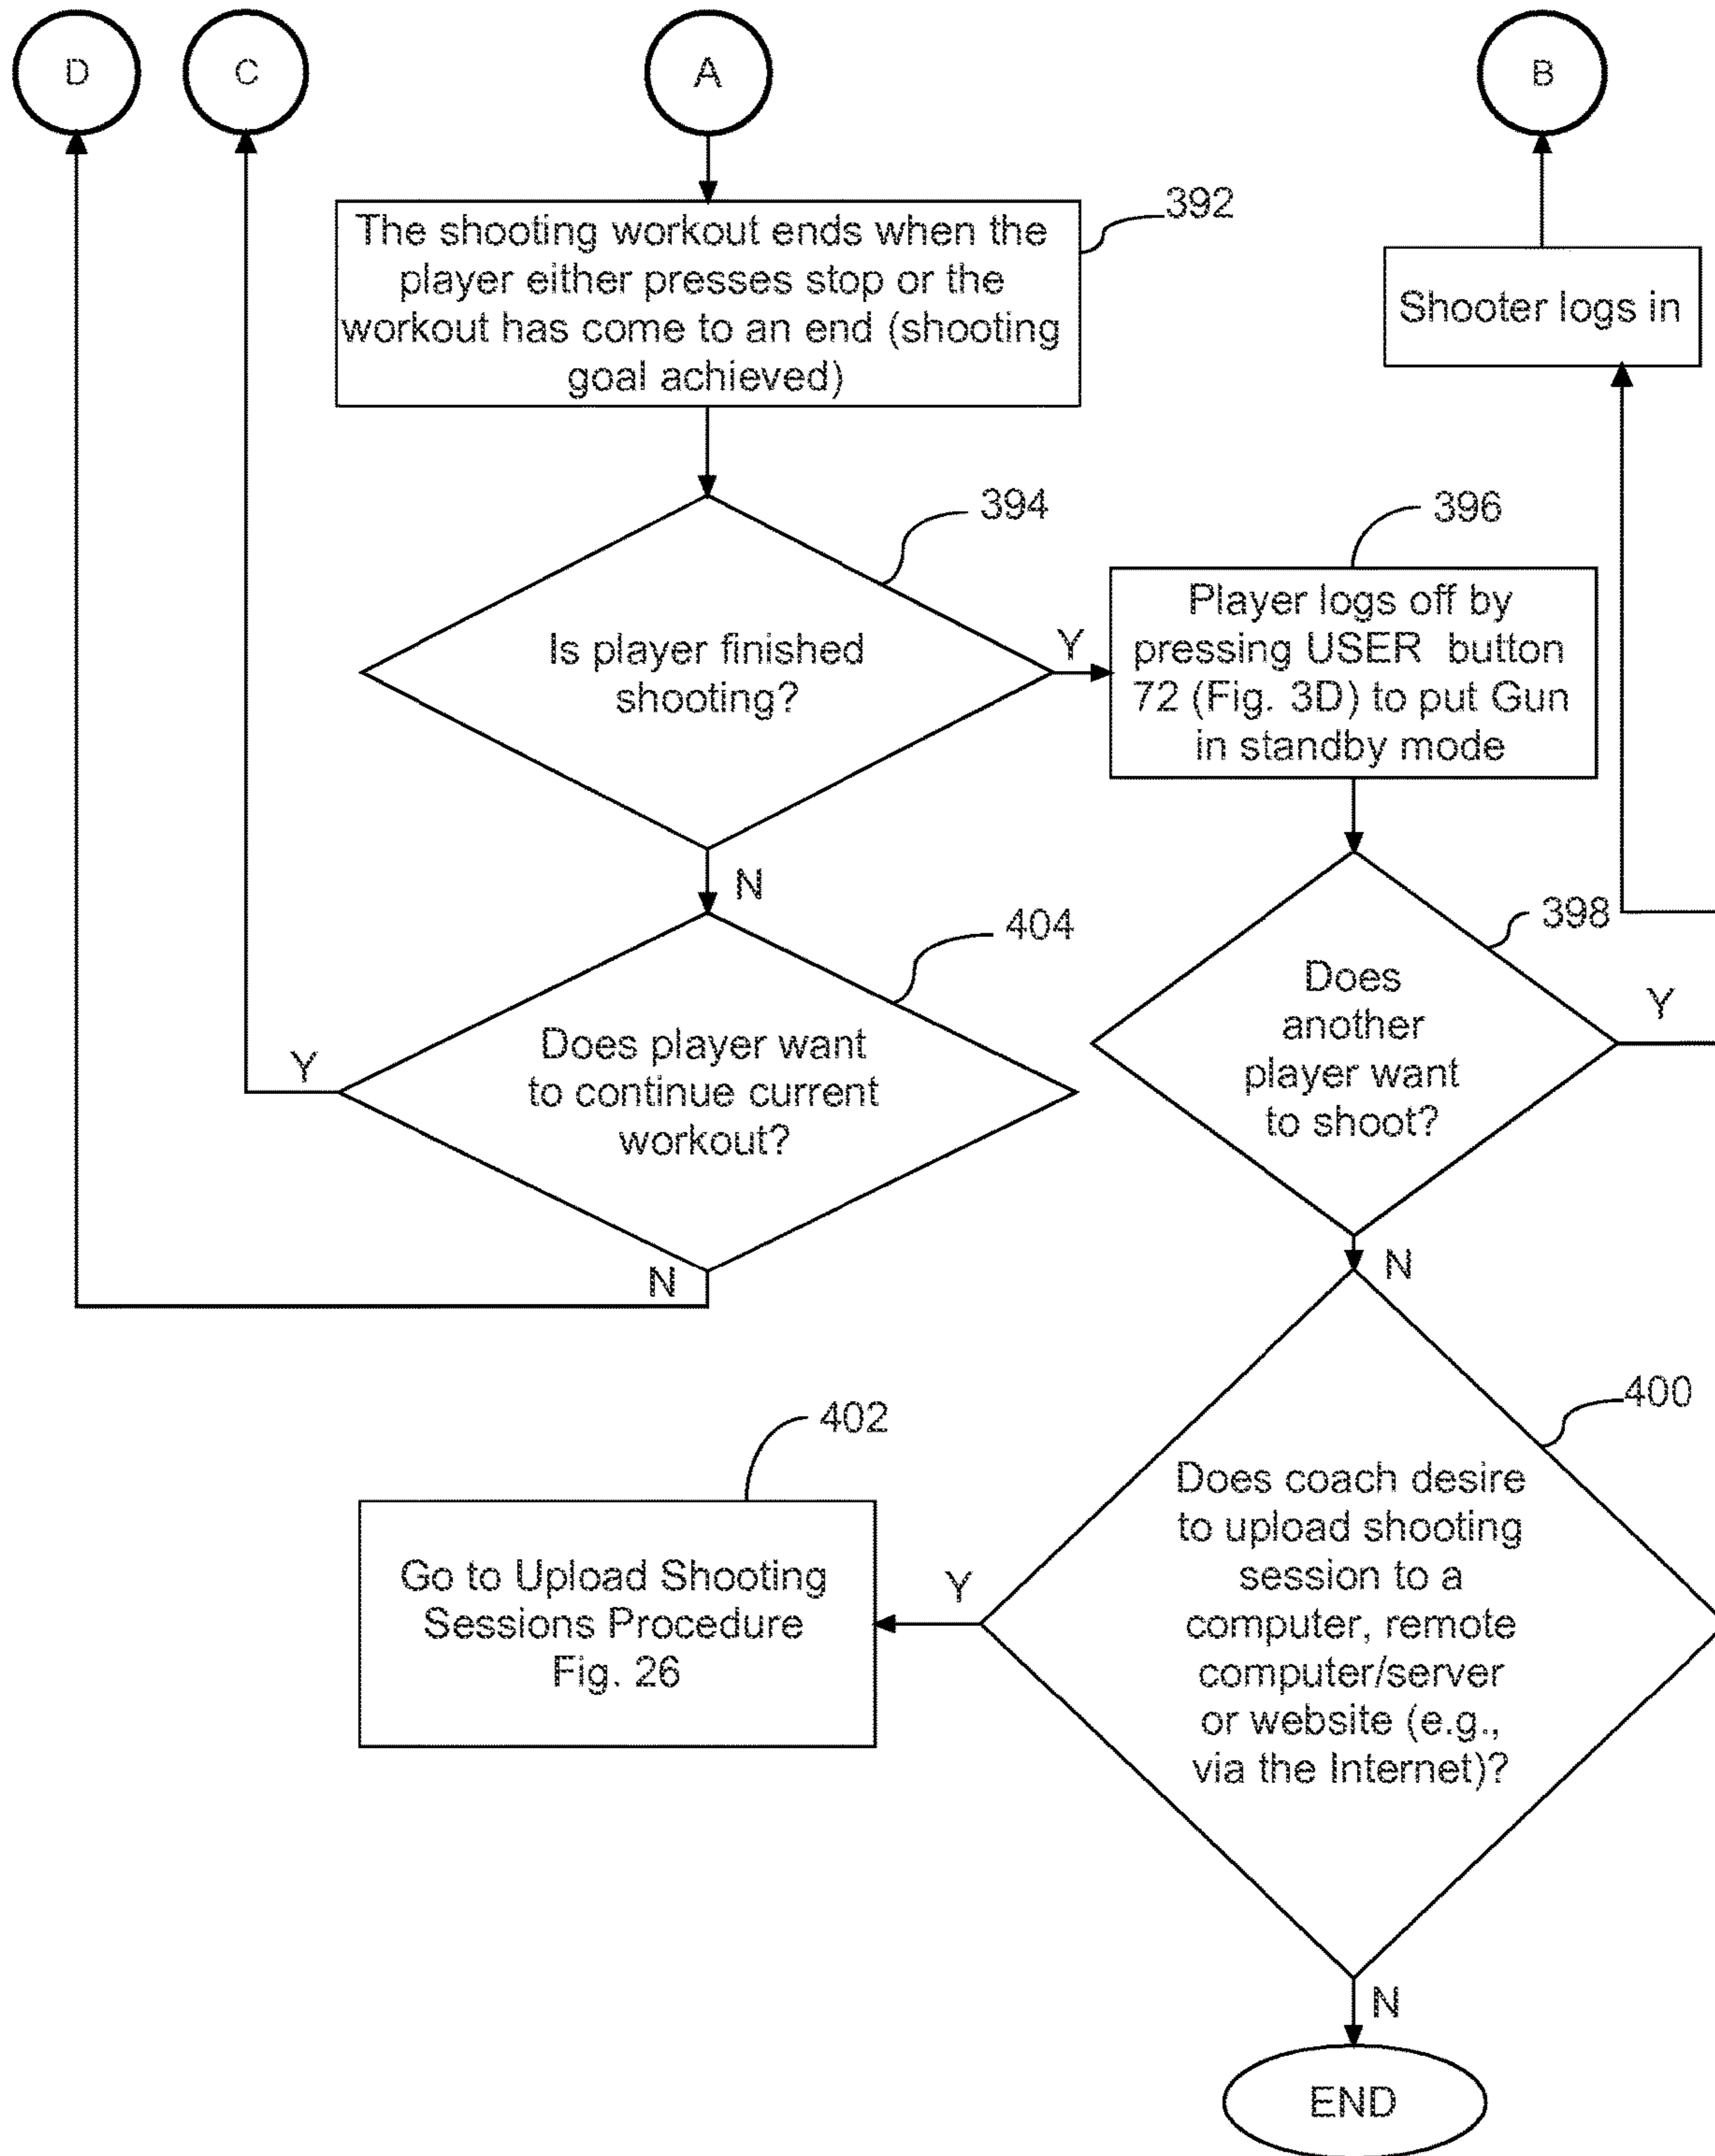 D
C
A
B
392
The shooting workout ends when the
player either presses stop or the
workout has come to an end (shooting
goal achieved)
Shooter logs in
394
Is player finished
shooting?
Y
396
Player logs off by
pressing USER button
72 (Fig. 3D) to put Gun
in standby mode
N
404
Does player want
to continue current
workout?
Y
N
398
Does
another
player want
to shoot?
Y
N
400
Does coach desire
to upload shooting
session to a
computer, remote
computer/server
or website (e.g.,
via the Internet)?
Y
402
Go to Upload Shooting
Sessions Procedure
Fig. 26
N
END